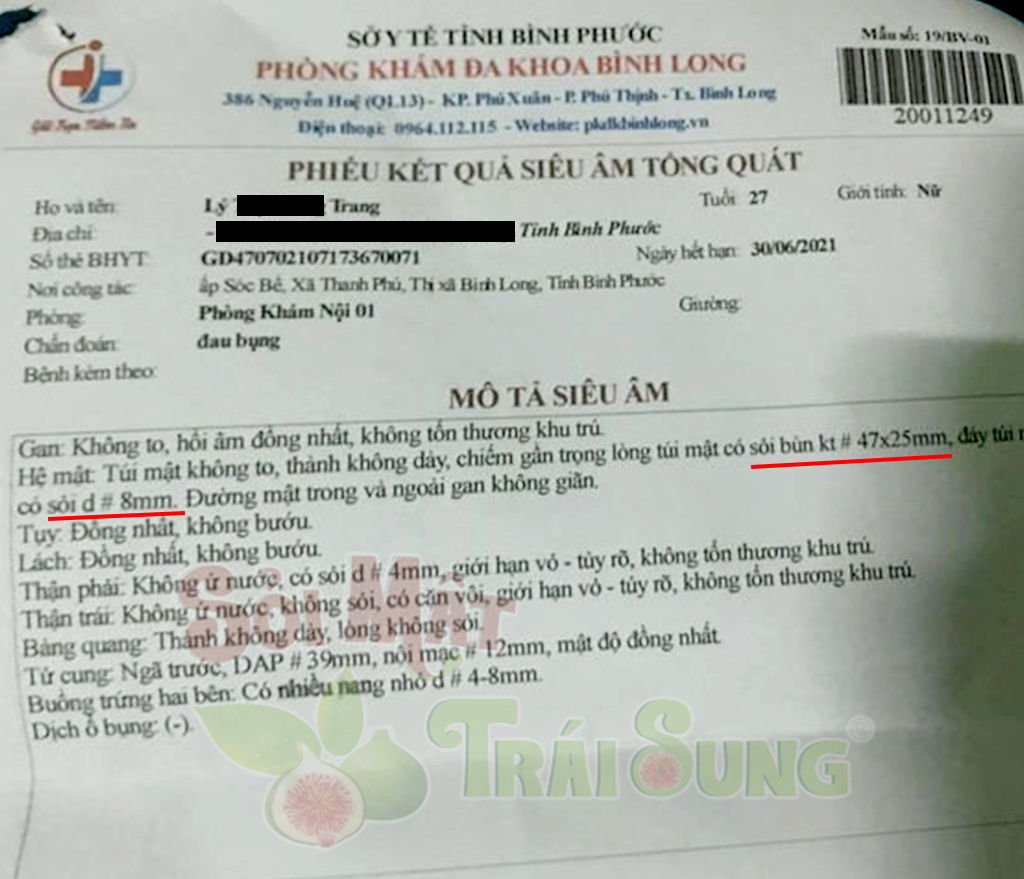 SỞ Y TẾ TỈNH BÌNH PHƯỚC
PHÒNG KHÁM ĐA KHOA BÌNH LONG
386 Nguyễn Huệ (QL13) - KP. Phú Xuân - P. Phú Thịnh - Tx. Bình Long
Điện thoại: 0964.112.115 - Website: pkdkbinhlong.vn
Mẫu số: 19/BV-01
20011249
PHIẾU KẾT QUẢ SIÊU ÂM TỔNG QUÁT
Họ và tên: Lý Trang Tuổi: 27 Giới tính: Nữ
Địa chỉ: - Tỉnh Bình Phước
Số thẻ BHYT: GD470702107173670071 Ngày hết hạn: 30/06/2021
Nơi công tác: ấp Sóc Bế, Xã Thanh Phú, Thị xã Bình Long, Tỉnh Bình Phước
Phòng: Phòng Khám Nội 01 Giường:
Chẩn đoán: đau bụng
Bệnh kèm theo:
MÔ TẢ SIÊU ÂM
Gan: Không to, hồi âm đồng nhất, không tổn thương khu trú.
Hệ mật: Túi mật không to, thành không dày, chiếm gần trọng lòng túi mật có sỏi bùn kt # 47x25mm, đáy túi
có sỏi d # 8mm. Đường mật trong và ngoài gan không giãn.
Tụy: Đồng nhất, không bướu.
Lách: Đồng nhất, không bướu.
Thận phải: Không ứ nước, có sỏi d # 4mm, giới hạn vỏ - tủy rõ, không tổn thương khu trú.
Thận trái: Không ứ nước, không sỏi, có cặn vôi, giới hạn vỏ - tủy rõ, không tổn thương khu trú.
Bàng quang: Thành không dày, lòng không sỏi.
Tử cung: Ngã trước, DAP # 39mm, nội mạc # 12mm, mật độ đồng nhất.
Buồng trứng hai bên: Có nhiều nang nhỏ d # 4-8mm.
Dịch ổ bụng: (-).
Sỏi Mật
TRÁI SUNG
®